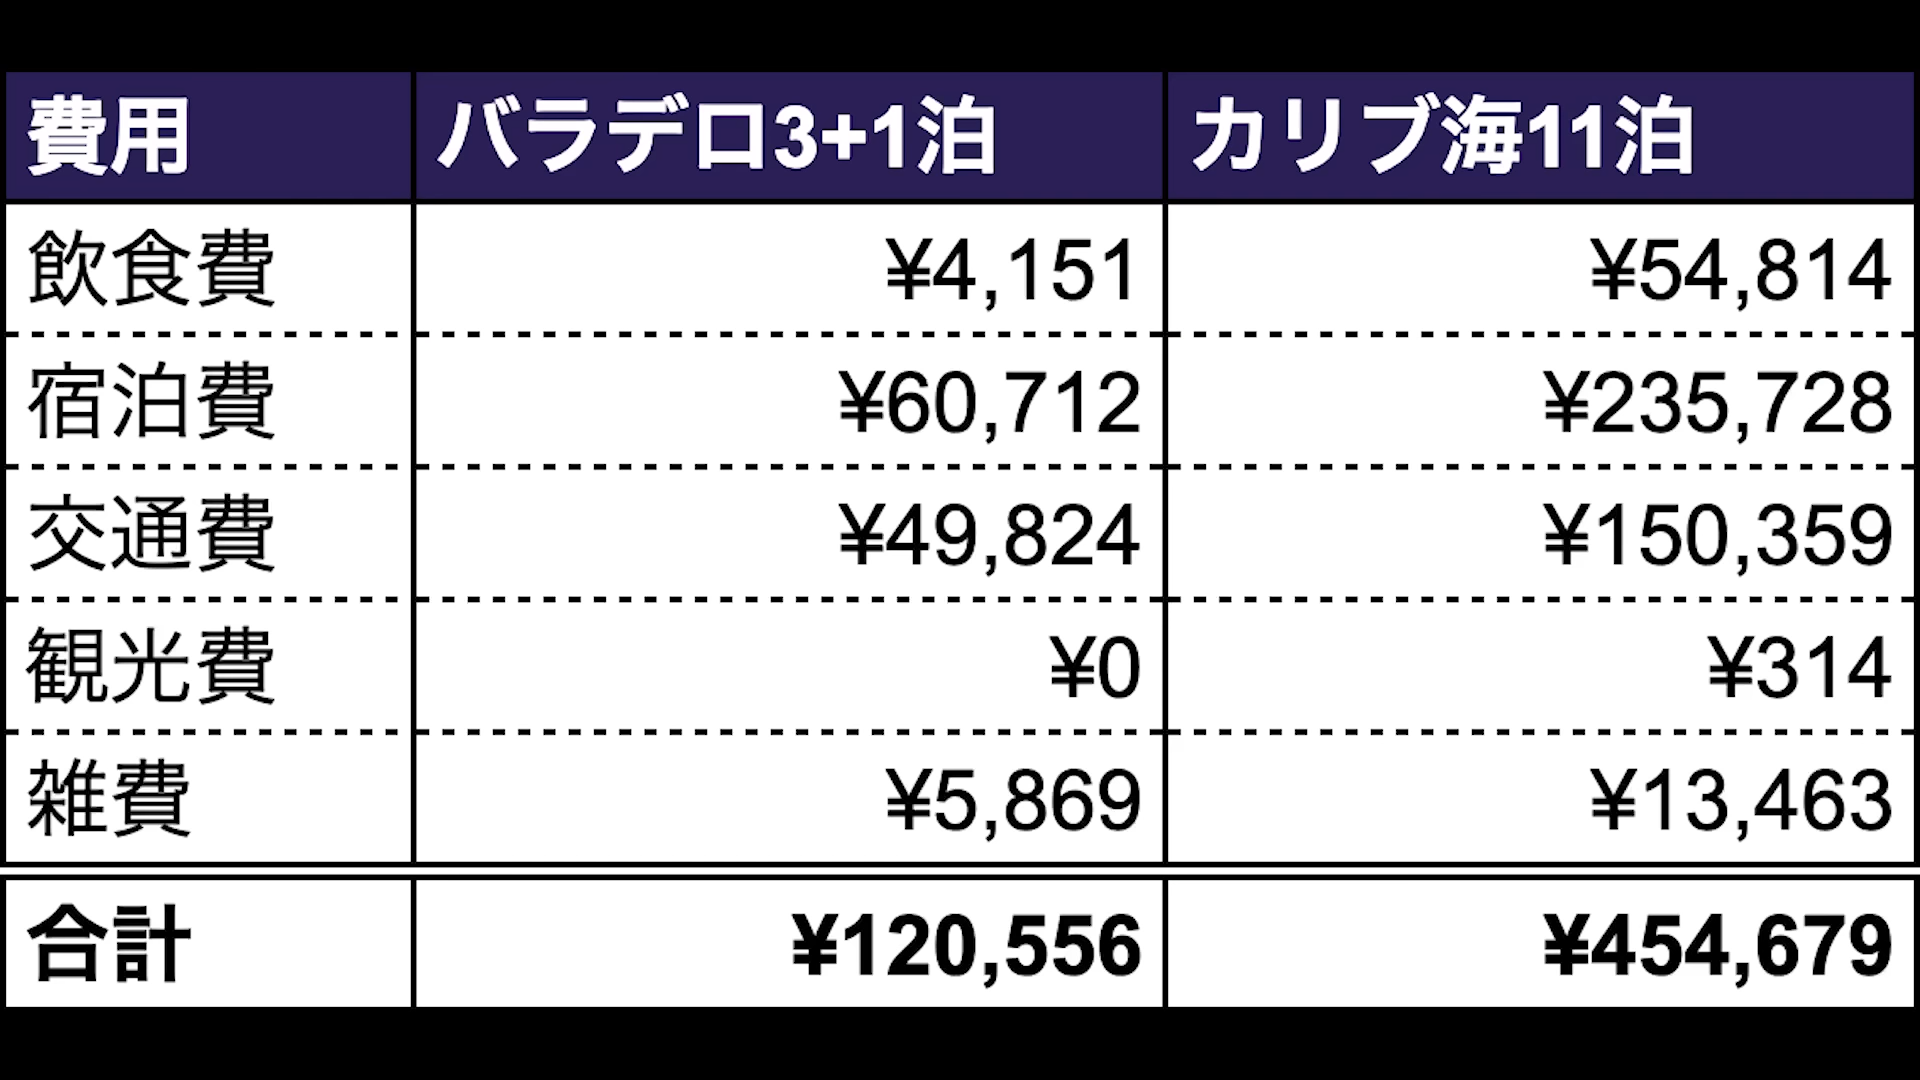 費用 バラデロ3+1泊 カリブ海11泊
飲食費 ¥4,151 ¥54,814
宿泊費 ¥60,712 ¥235,728
交通費 ¥49,824 ¥150,359
観光費 ¥0 ¥314
雑費 ¥5,869 ¥13,463
合計 ¥120,556 ¥454,679